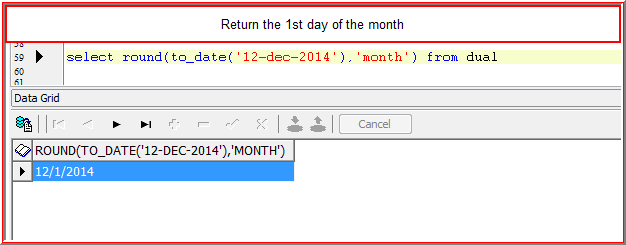 Return the 1st day of the month
58
59 select round(to_date('12-dec-2014'),'month') from dual
60
61
Data Grid
Cancel
ROUND(TO_DATE('12-DEC-2014'),'MONTH')
12/1/2014